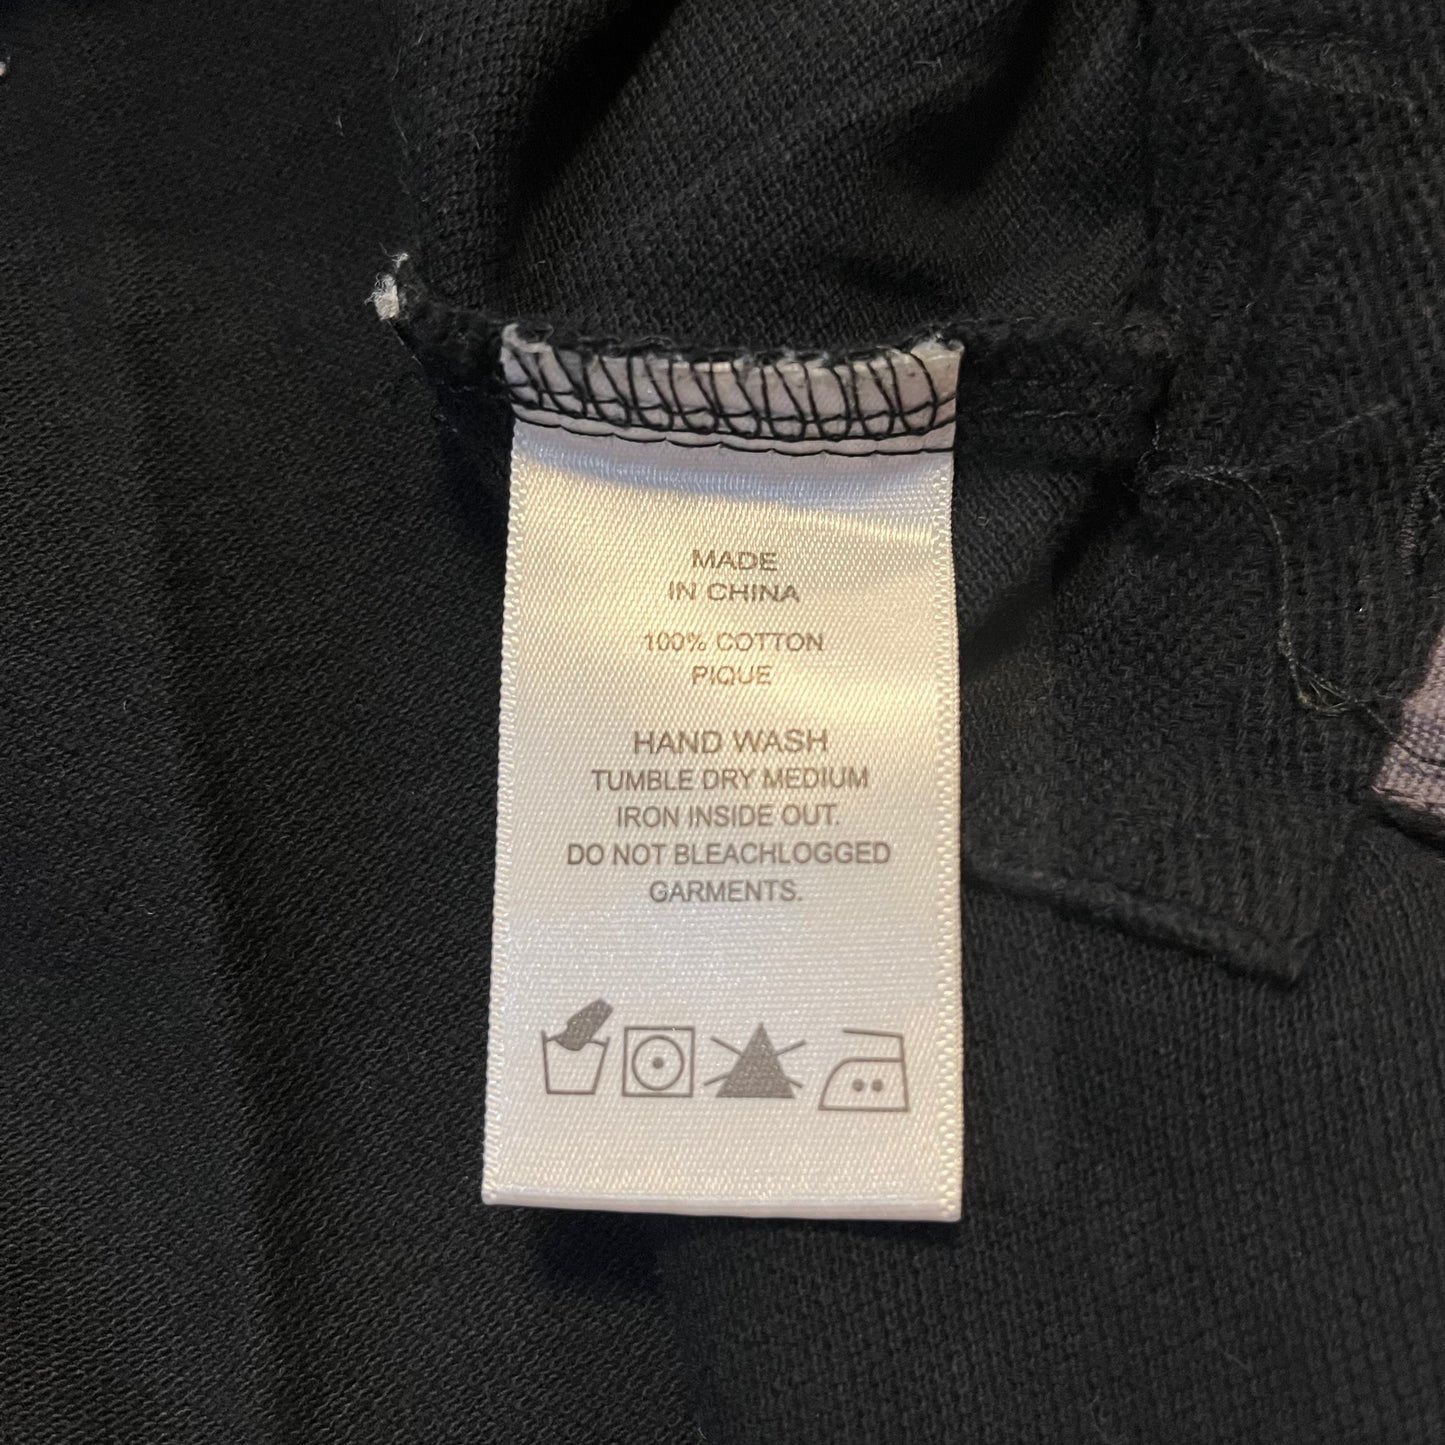 MADE
IN CHINA
100% COTTON
PIQUE
HAND WASH
TUMBLE DRY MEDIUM
IRON INSIDE OUT.
DO NOT BLEACHLOGGED
GARMENTS.